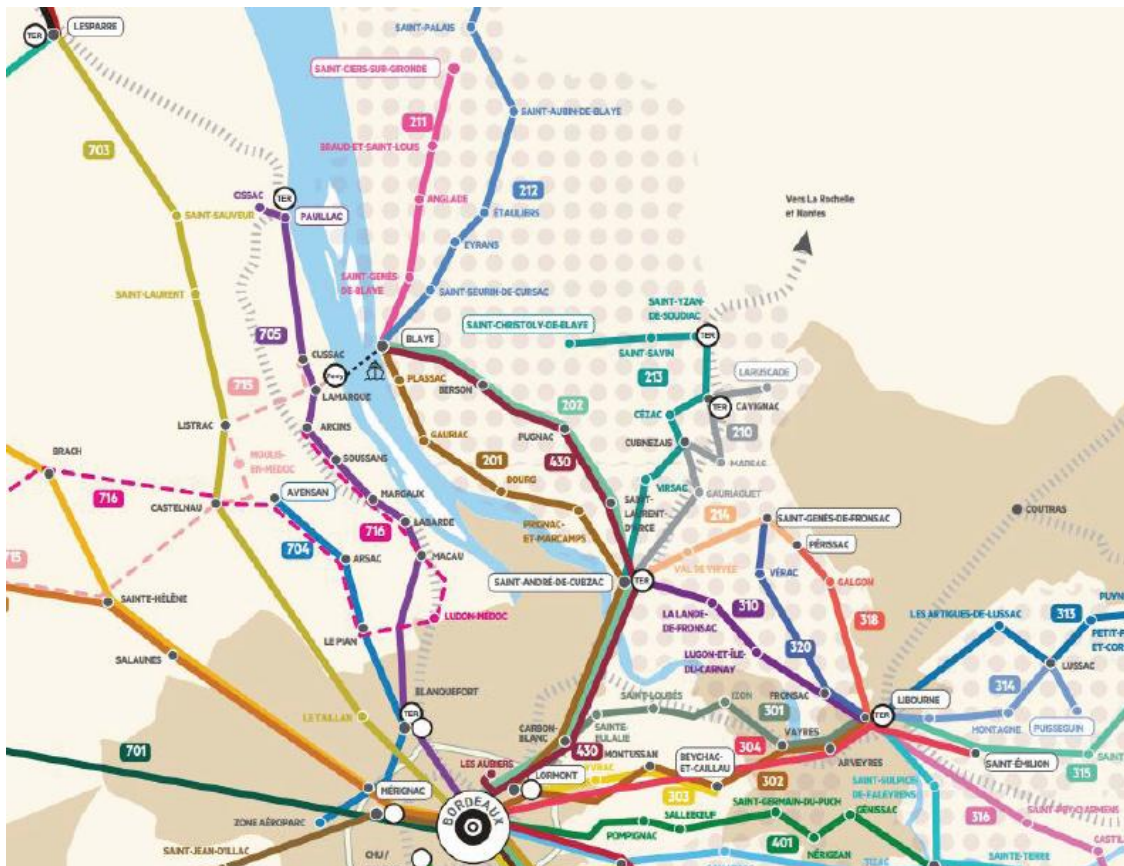 SAINT-PALAIS
LESPARRE
TER
SAINT-CIERS-SUR-GIRONDE
SAINT-AUBIN-DE-BLAYE
211
703
BRAUD-ET-SAINT-LOUIS
212
CISSAC
TER
ANGLADE
Vers La Rochelle
et Nantes
SAINT-SAUVEUR
PAUILLAC
ÉTAULIERS
EYRANS
SAINT-GENÈS-
DE-BLAYE
SAINT-LAURENT
SAINT-SEURIN-DE-CURSAC
SAINT-YZAN-
DE-SOUDIAC
705
BLAYE
SAINT-CHRISTOLY-DE-BLAYE
TER
SAINT-SAVIN
CUSSAC
Ferry
PLASSAC
715
LAMARQUE
BERSON
213
LARUSCADE
202
CÉZAC
TER
CAVIGNAC
LISTRAC
ARCINS
GAURIAC
PUGNAC
CUBNEZAIS
210
BRACH
MOULIS-
EN-MÉDOC
SOUSSANS
201
430
MARSAS
716
AVENSAN
BOURG
VIRSAC
CASTELNAU
MARGAUX
SAINT-
LAURENT-
D'ARCE
GAURIAGUET
716
LABARDE
PRIGNAC-
ET-MARCAMPS
214
SAINT-GENÈS-DE-FRONSAC
COUTRAS
704
715
ARSAC
MACAU
PÉRISSAC
VAL DE VIRVÉE
SAINT-ANDRÉ-DE-CUBZAC
TER
VÉRAC
GALGON
SAINTE-HÉLÈNE
310
LUDON-MÉDOC
LA LANDE-
DE-FRONSAC
318
LES ARTIGUES-DE-LUSSAC
313
LE PIAN
320
SALAUNES
LUGON-ET-ÎLE-
DU-CARNAY
LUSSAC
314
BLANQUEFORT
SAINT-LOUBÈS
IZON
FRONSAC
LIBOURNE
LE TAILLAN
TER
301
TER
MONTAGNE
PUISSEGUIN
SAINTE-
EULALIE
CARBON-
BLANC
VAYRES
701
430
MONTUSSAN
304
BEYCHAC-
ET-CAILLAU
ARVEYRES
SAINT-ÉMILION
LES AUBIERS
LORMONT
315
302
SAINT-SULPICE-
DE-FALEYRENS
MÉRIGNAC
303
SAINT-GERMAIN-DU-PUCH
GÉNISSAC
316
ZONE AÉROPARC
BORDEAUX
SALLEBŒUF
POMPIGNAC
401
NÉRIGEAN
SAINT-JEAN-D'ILLAC
CHU /
SAINTE-TERRE